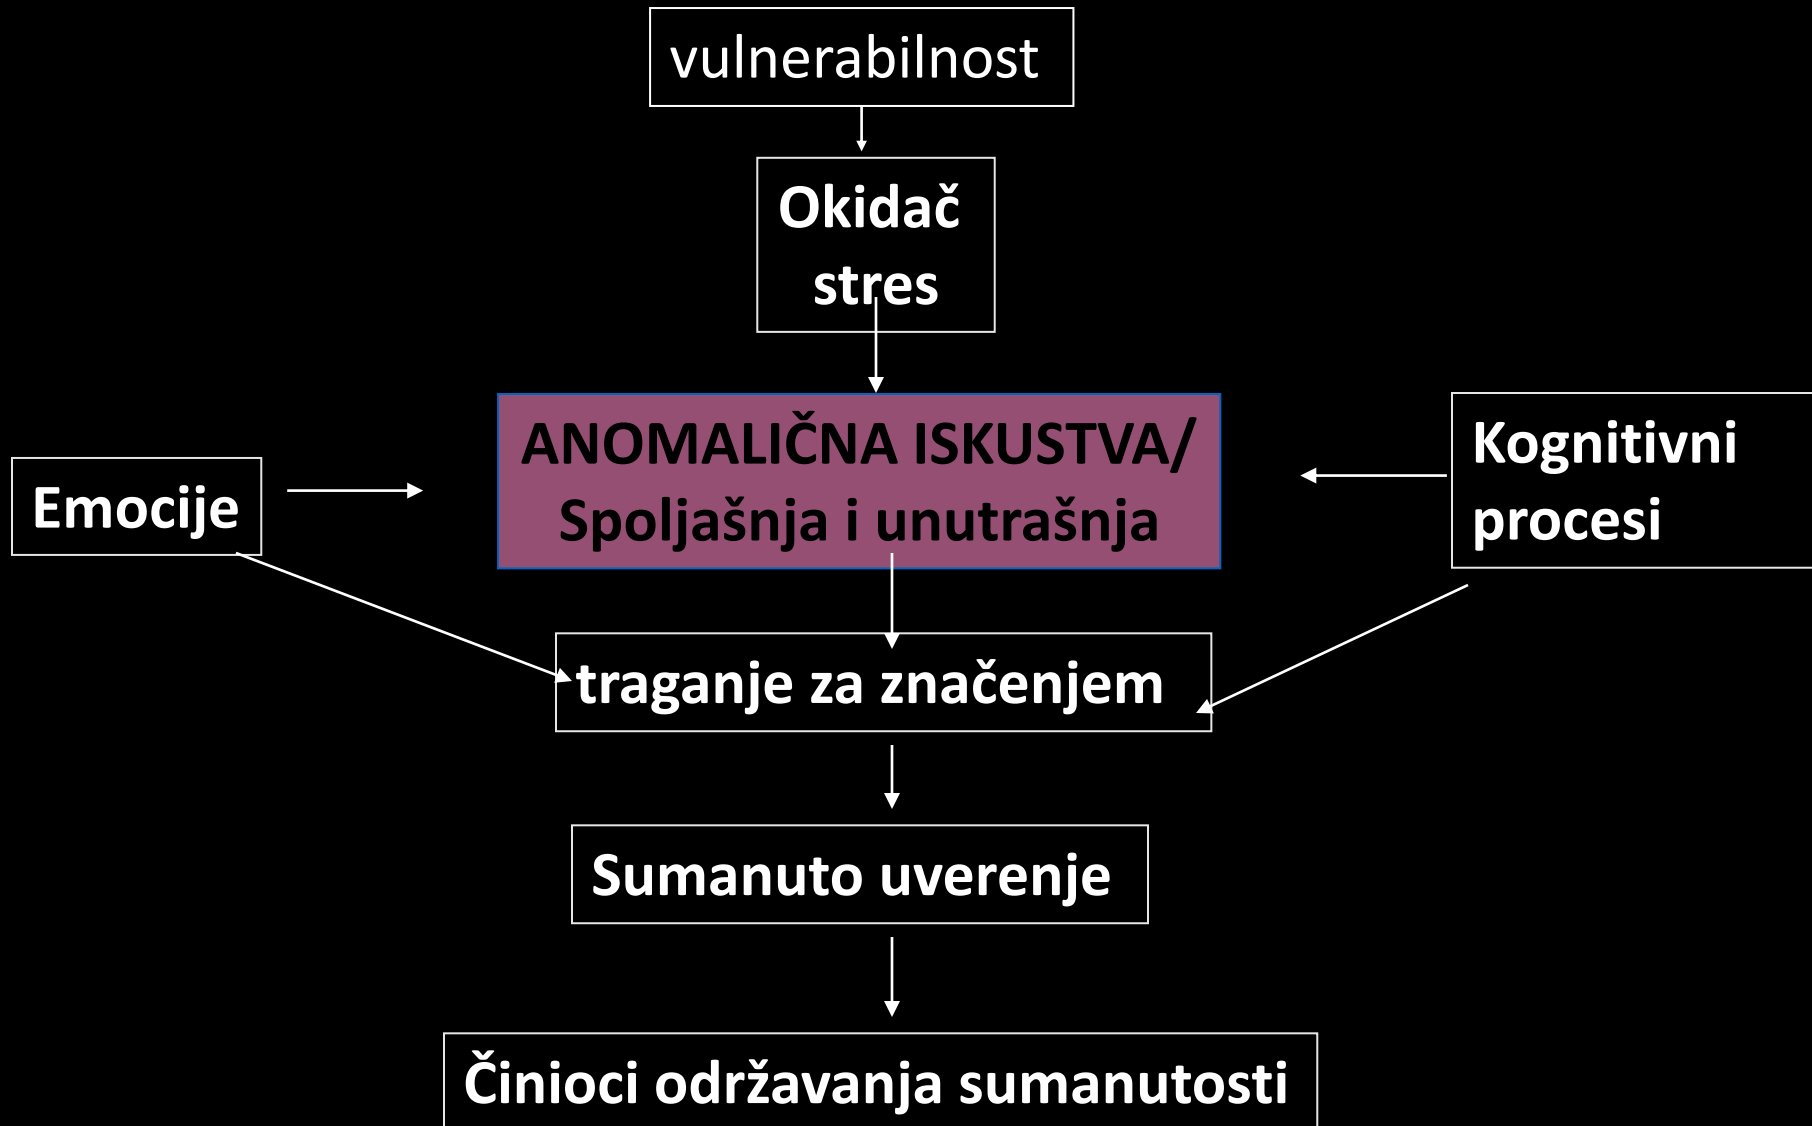 vulnerabilnost
Okidač
stres
ANOMALIČNA ISKUSTVA/
Spoljašnja i unutrašnja
Emocije
Kognitivni
procesi
traganje za značenjem
Sumanuto uverenje
Činioci održavanja sumanutosti